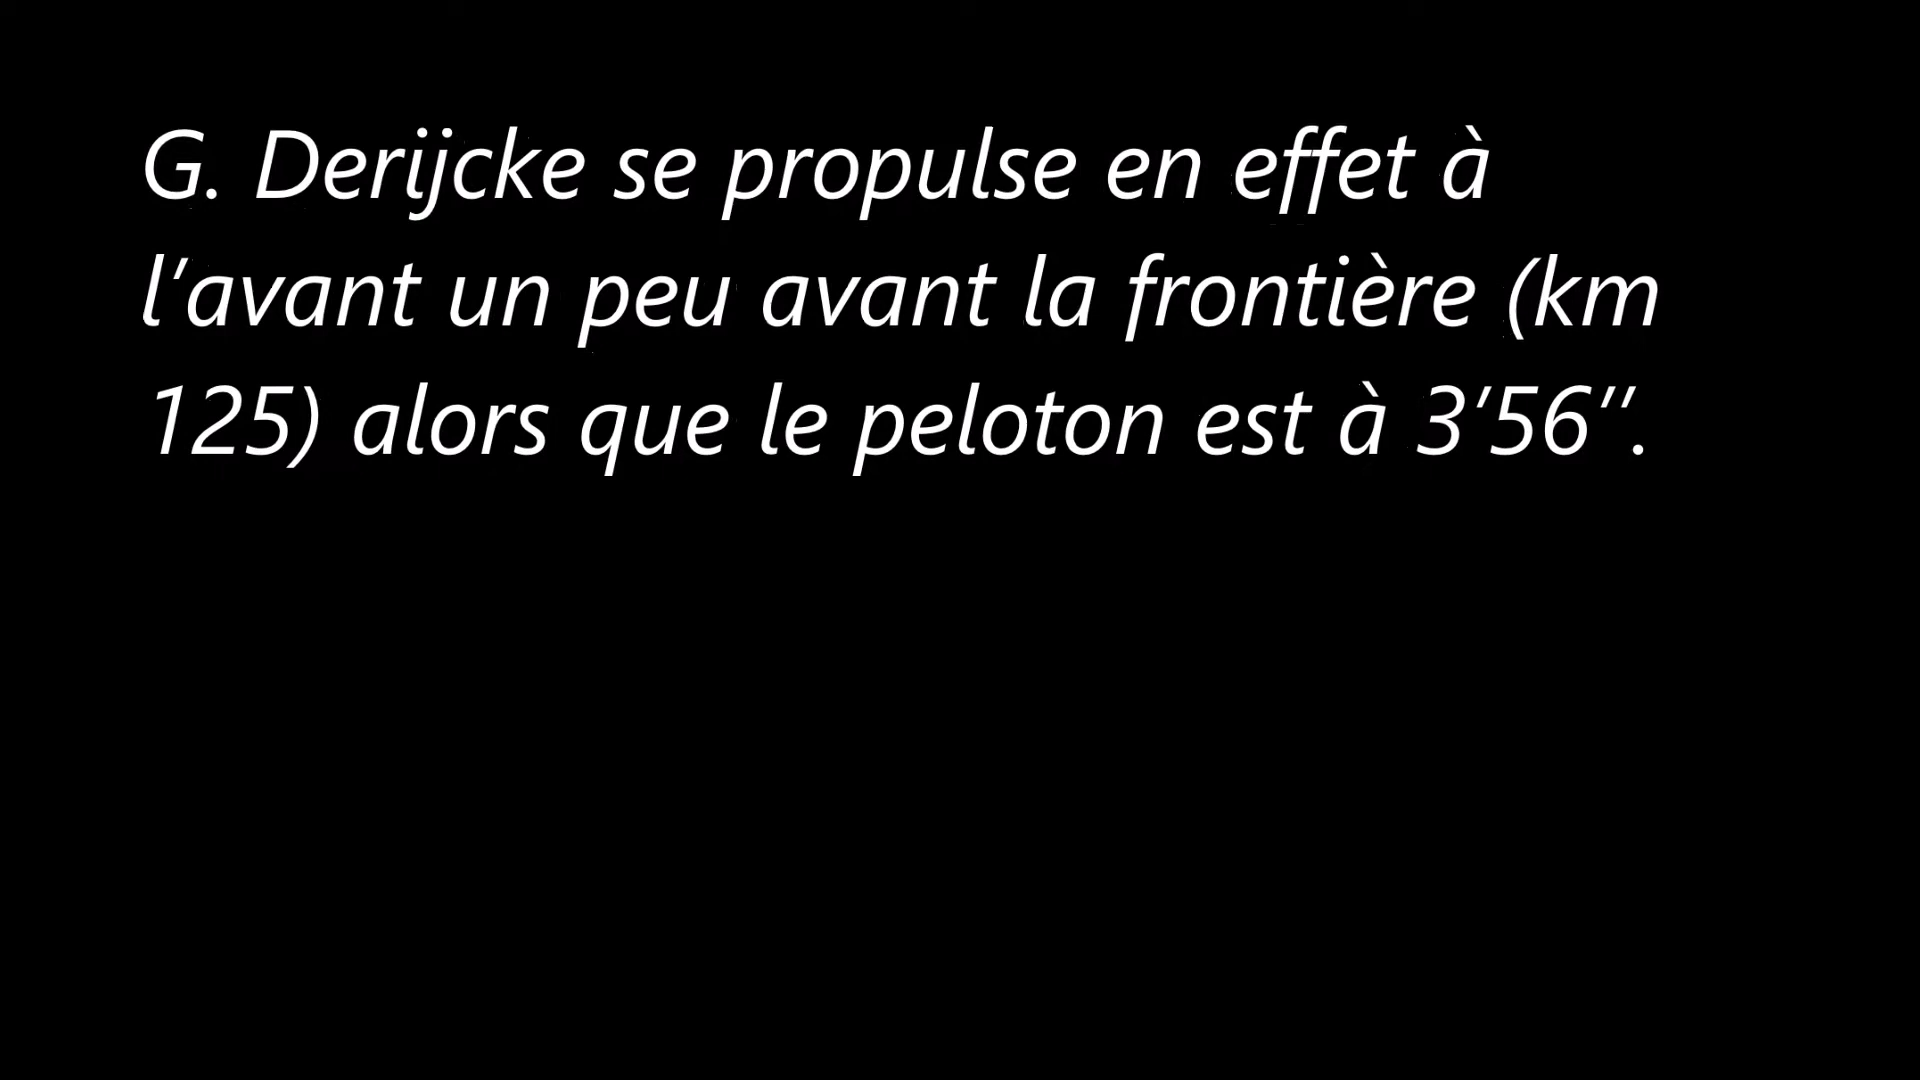 G. Derijcke se propulse en effet à
l’avant un peu avant la frontière (km
125) alors que le peloton est à 3’56’’.